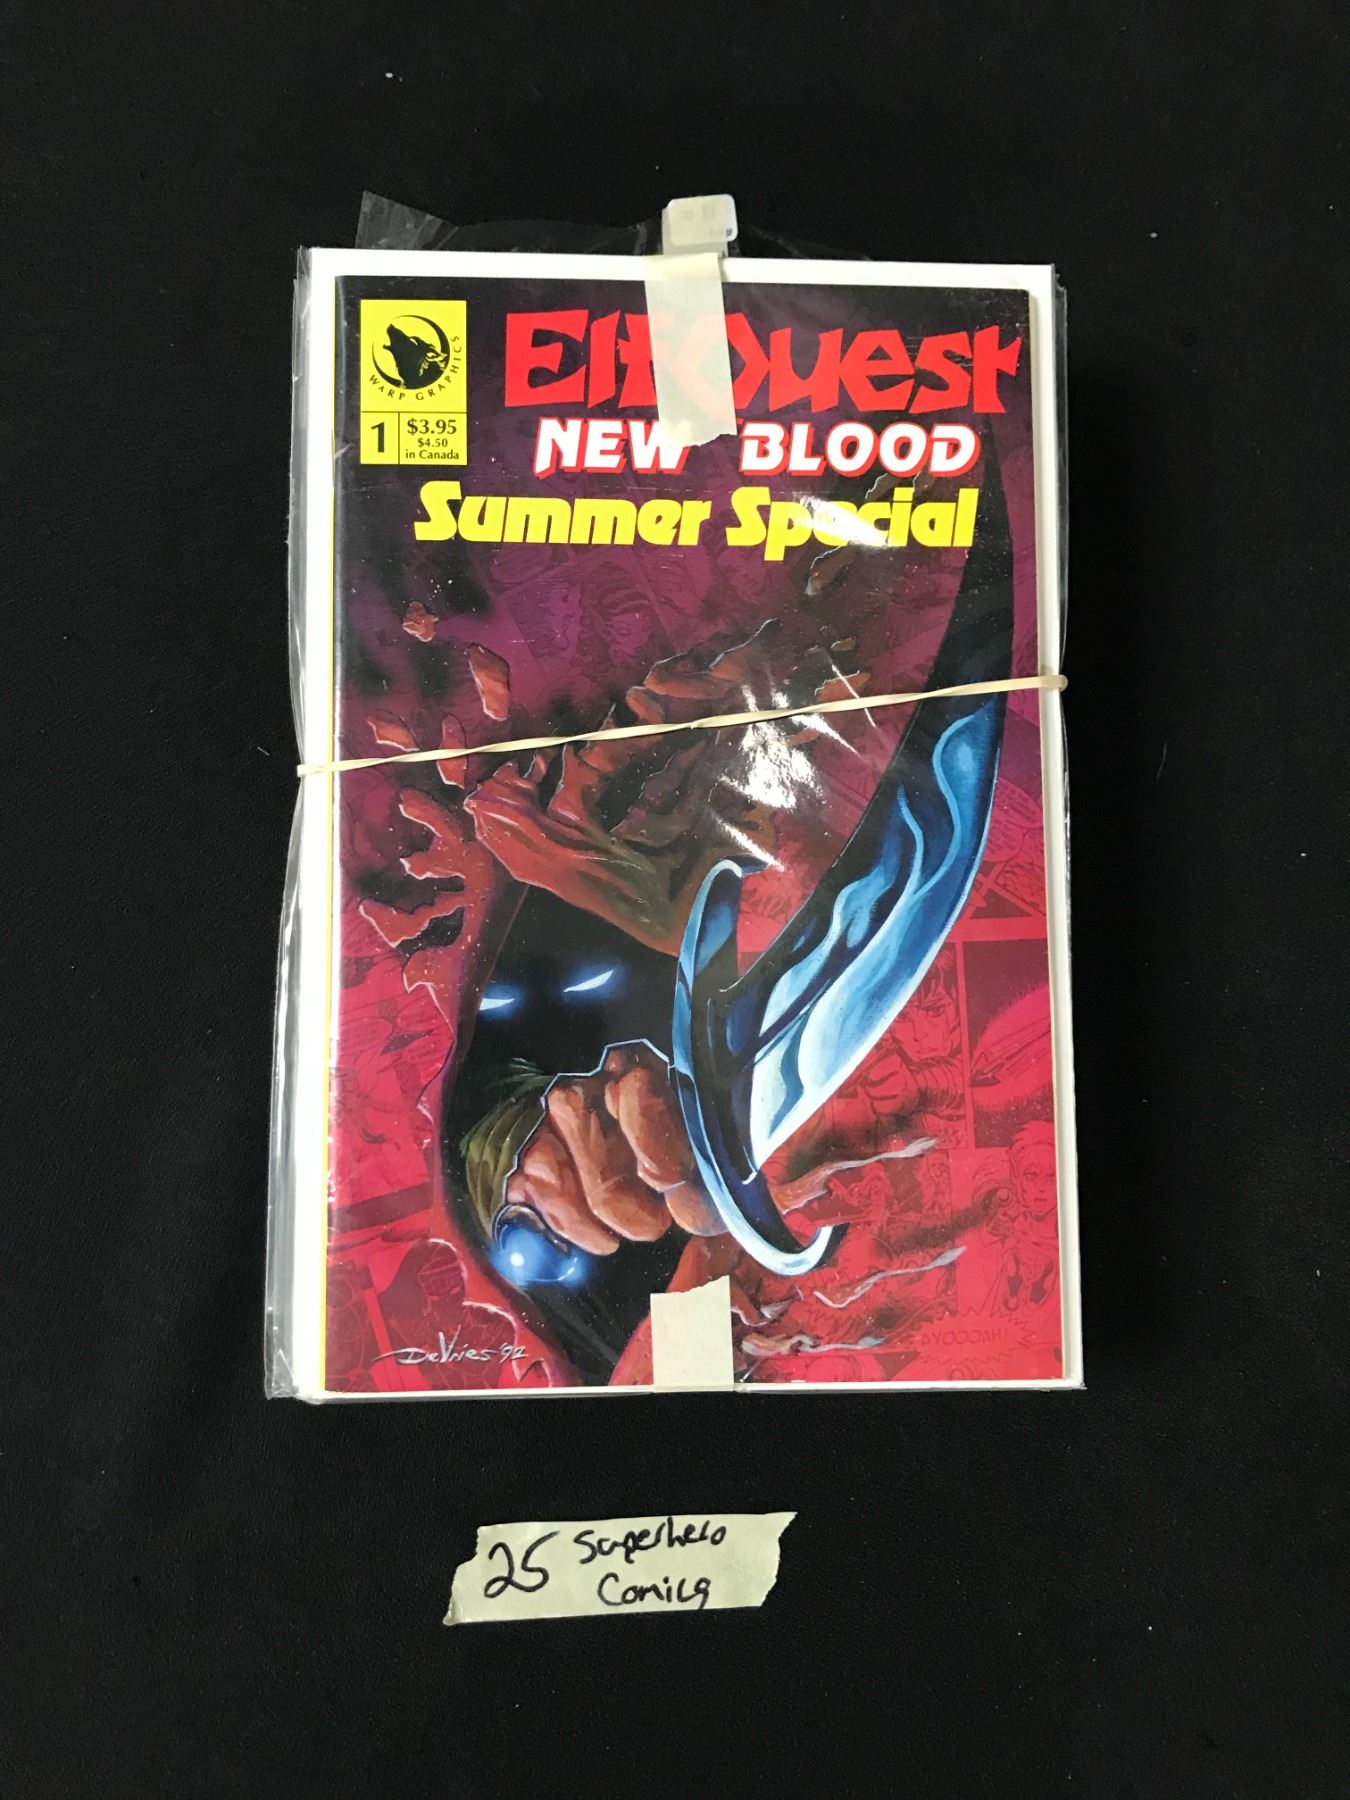 WARP GRAPHICS
1
$3.95
$4.50
in Canada
ElfQuest
NEW BLOOD
Summer Special
AYOOOAH!
DeVries '92
25 Superhero
Comics